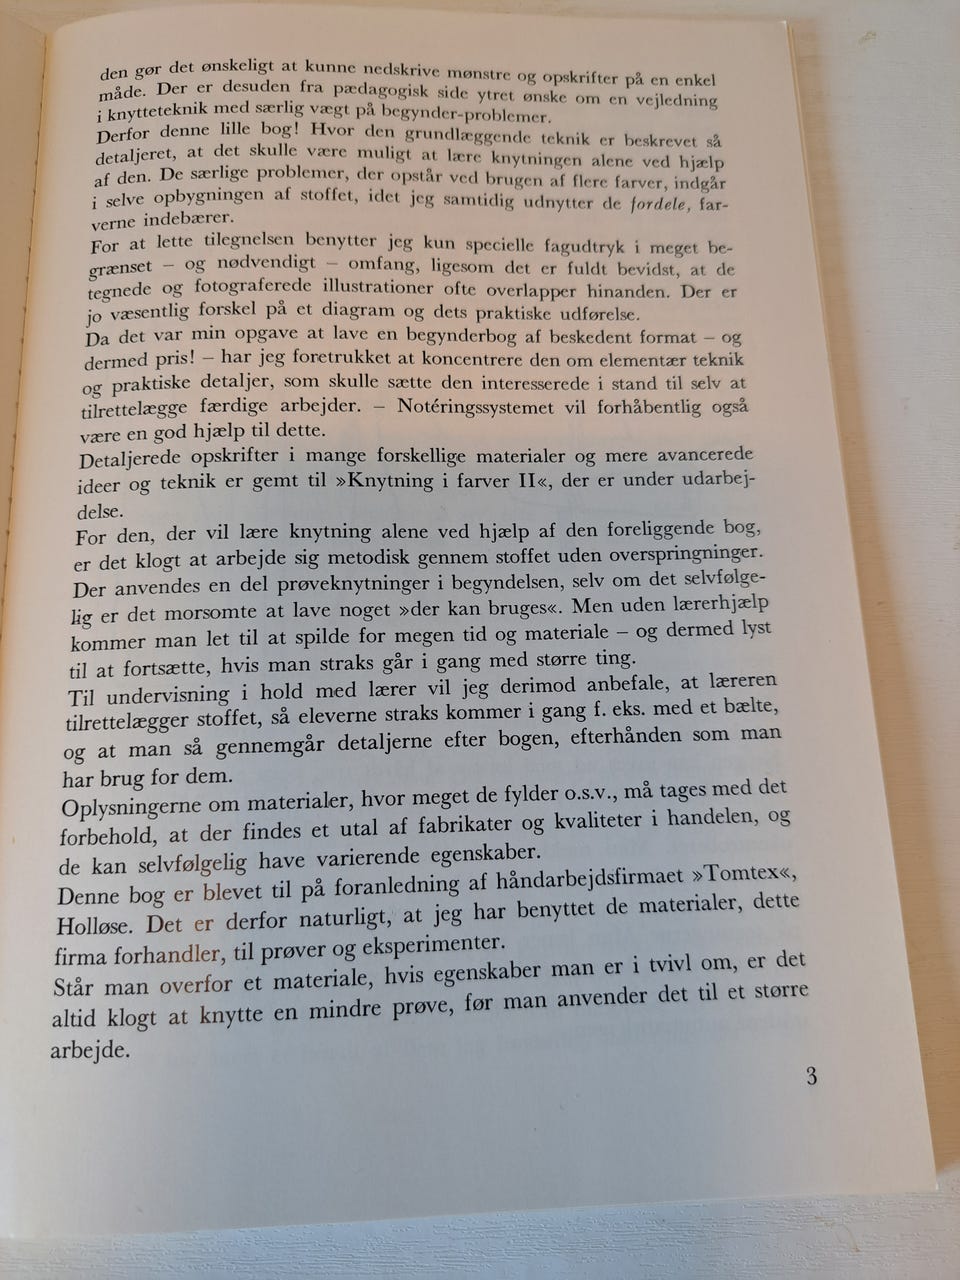 den gør det ønskeligt at kunne nedskrive mønstre og opskrifter på en enkel
måde. Der er desuden fra pædagogisk side ytret ønske om en vejledning
i knytteteknik med særlig vægt på begynder-problemer.
Derfor denne lille bog! Hvor den grundlæggende teknik er beskrevet så
detaljeret, at det skulle være muligt at lære knytningen alene ved hjælp
af den. De særlige problemer, der opstår ved brugen af flere farver, indgår
i selve opbygningen af stoffet, idet jeg samtidig udnytter de fordele, far-
verne indebærer.
For at lette tilegnelsen benytter jeg kun specielle fagudtryk i meget be-
grænset – og nødvendigt – omfang, ligesom det er fuldt bevidst, at de
tegnede og fotograferede illustrationer ofte overlapper hinanden. Der er
jo væsentlig forskel på et diagram og dets praktiske udførelse.
Da det var min opgave at lave en begynderbog af beskedent format – og
dermed pris! – har jeg foretrukket at koncentrere den om elementær teknik
og praktiske detaljer, som skulle sætte den interesserede i stand til selv at
tilrettelægge færdige arbejder. – Notéringssystemet vil forhåbentlig også
være en god hjælp til dette.
Detaljerede opskrifter i mange forskellige materialer og mere avancerede
ideer og teknik er gemt til »Knytning i farver II«, der er under udarbej-
delse.
For den, der vil lære knytning alene ved hjælp af den foreliggende bog,
er det klogt at arbejde sig metodisk gennem stoffet uden overspringninger.
Der anvendes en del prøveknytninger i begyndelsen, selv om det selvfølge-
lig er det morsomte at lave noget »der kan bruges«. Men uden lærerhjælp
kommer man let til at spilde for megen tid og materiale – og dermed lyst
til at fortsætte, hvis man straks går i gang med større ting.
Til undervisning i hold med lærer vil jeg derimod anbefale, at læreren
tilrettelægger stoffet, så eleverne straks kommer i gang f. eks. med et bælte,
og at man så gennemgår detaljerne efter bogen, efterhånden som man
har brug for dem.
Oplysningerne om materialer, hvor meget de fylder o.s.v., må tages med det
forbehold, at der findes et utal af fabrikater og kvaliteter i handelen, og
de kan selvfølgelig have varierende egenskaber.
Denne bog er blevet til på foranledning af håndarbejdsfirmaet »Tomtex«,
Holløse. Det er derfor naturligt, at jeg har benyttet de materialer, dette
firma forhandler, til prøver og eksperimenter.
Står man overfor et materiale, hvis egenskaber man er i tvivl om, er det
altid klogt at knytte en mindre prøve, før man anvender det til et større
arbejde.
3